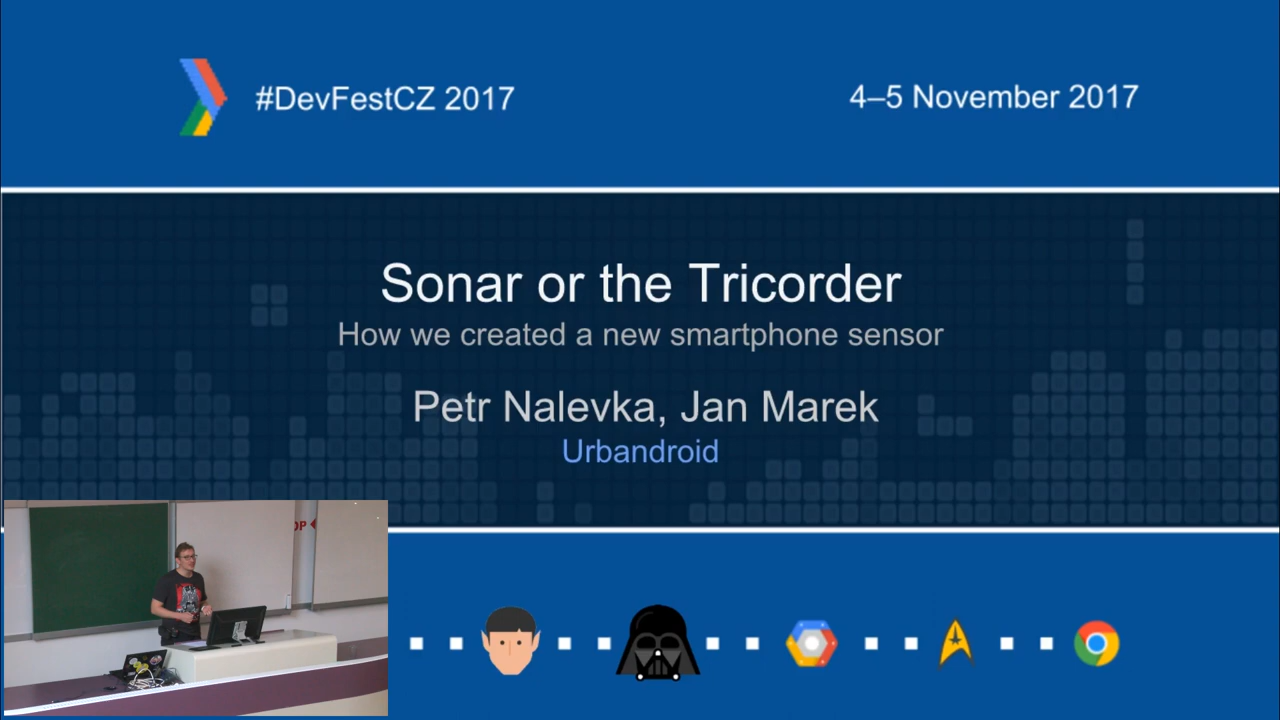 #DevFestCZ 2017
4–5 November 2017
Sonar or the Tricorder
How we created a new smartphone sensor
Petr Nalevka, Jan Marek
Urbandroid
OP